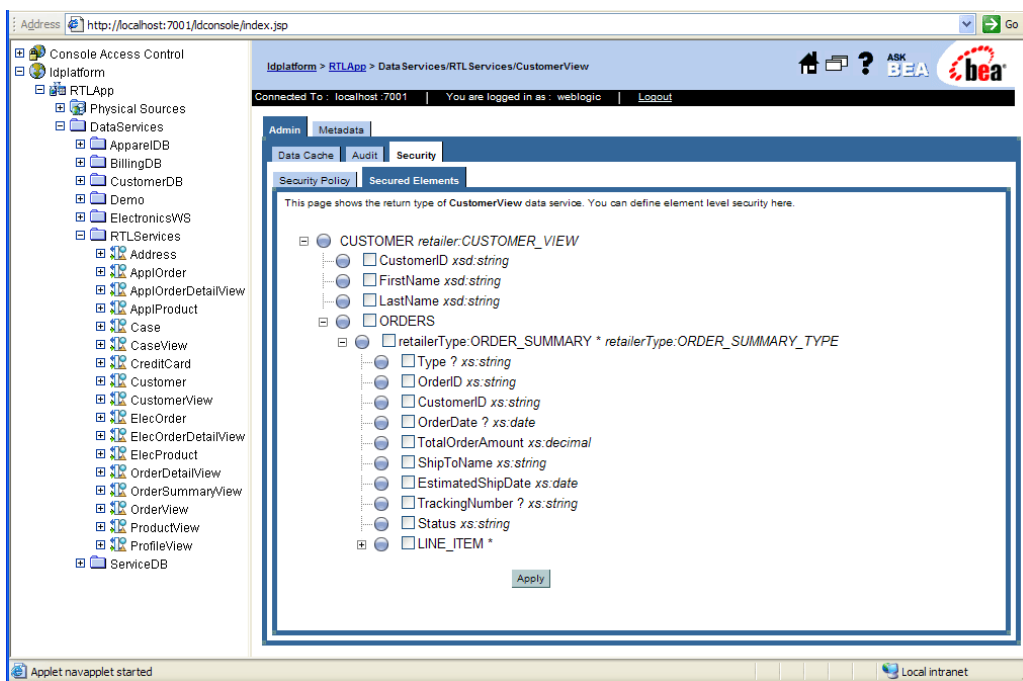 Address http://localhost:7001/ldconsole/index.jsp Go
Console Access Control
ldplatform
RTLApp
Physical Sources
DataServices
ApparelDB
BillingDB
CustomerDB
Demo
ElectronicsWS
RTLServices
Address
ApplOrder
ApplOrderDetailView
ApplProduct
Case
CaseView
CreditCard
Customer
CustomerView
ElecOrder
ElecOrderDetailView
ElecProduct
OrderDetailView
OrderSummaryView
OrderView
ProductView
ProfileView
ServiceDB
ldplatform > RTLApp > DataServices/RTLServices/CustomerView
ASK BEA
bea
Connected To : localhost :7001 | You are logged in as : weblogic | Logout
Admin Metadata
Data Cache Audit Security
Security Policy Secured Elements
This page shows the return type of CustomerView data service. You can define element level security here.
CUSTOMER retailer:CUSTOMER_VIEW
CustomerID xsd:string
FirstName xsd:string
LastName xsd:string
ORDERS
retailerType:ORDER_SUMMARY * retailerType:ORDER_SUMMARY_TYPE
Type ? xs:string
OrderID xs:string
CustomerID xs:string
OrderDate ? xs:date
TotalOrderAmount xs:decimal
ShipToName xs:string
EstimatedShipDate xs:date
TrackingNumber ? xs:string
Status xs:string
LINE_ITEM *
Apply
Applet navapplet started
Local intranet